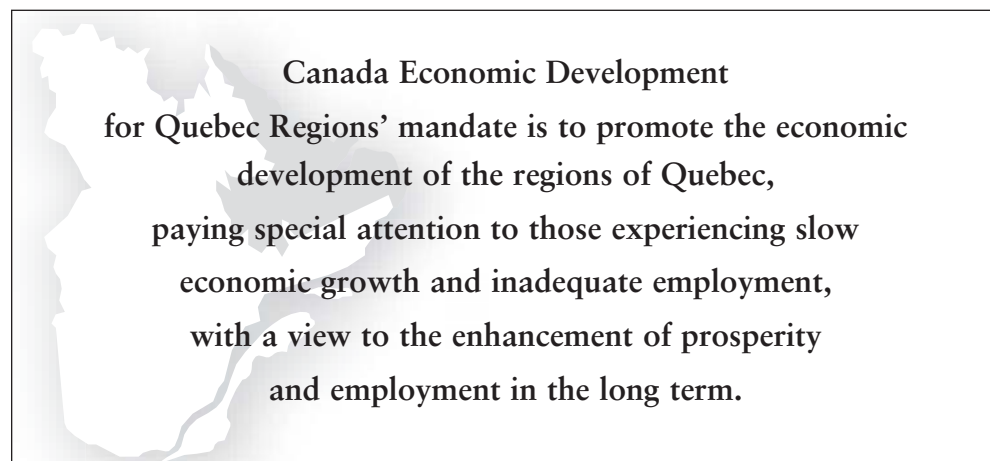 Canada Economic Development
for Quebec Regions’ mandate is to promote the economic
development of the regions of Quebec,
paying special attention to those experiencing slow
economic growth and inadequate employment,
with a view to the enhancement of prosperity
and employment in the long term.